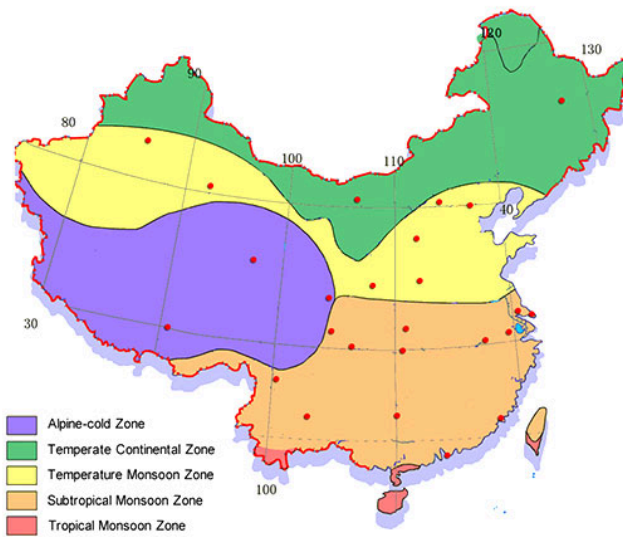 120
130
90
80
100
110
40
30
100
Alpine-cold Zone
Temperate Continental Zone
Temperature Monsoon Zone
Subtropical Monsoon Zone
Tropical Monsoon Zone